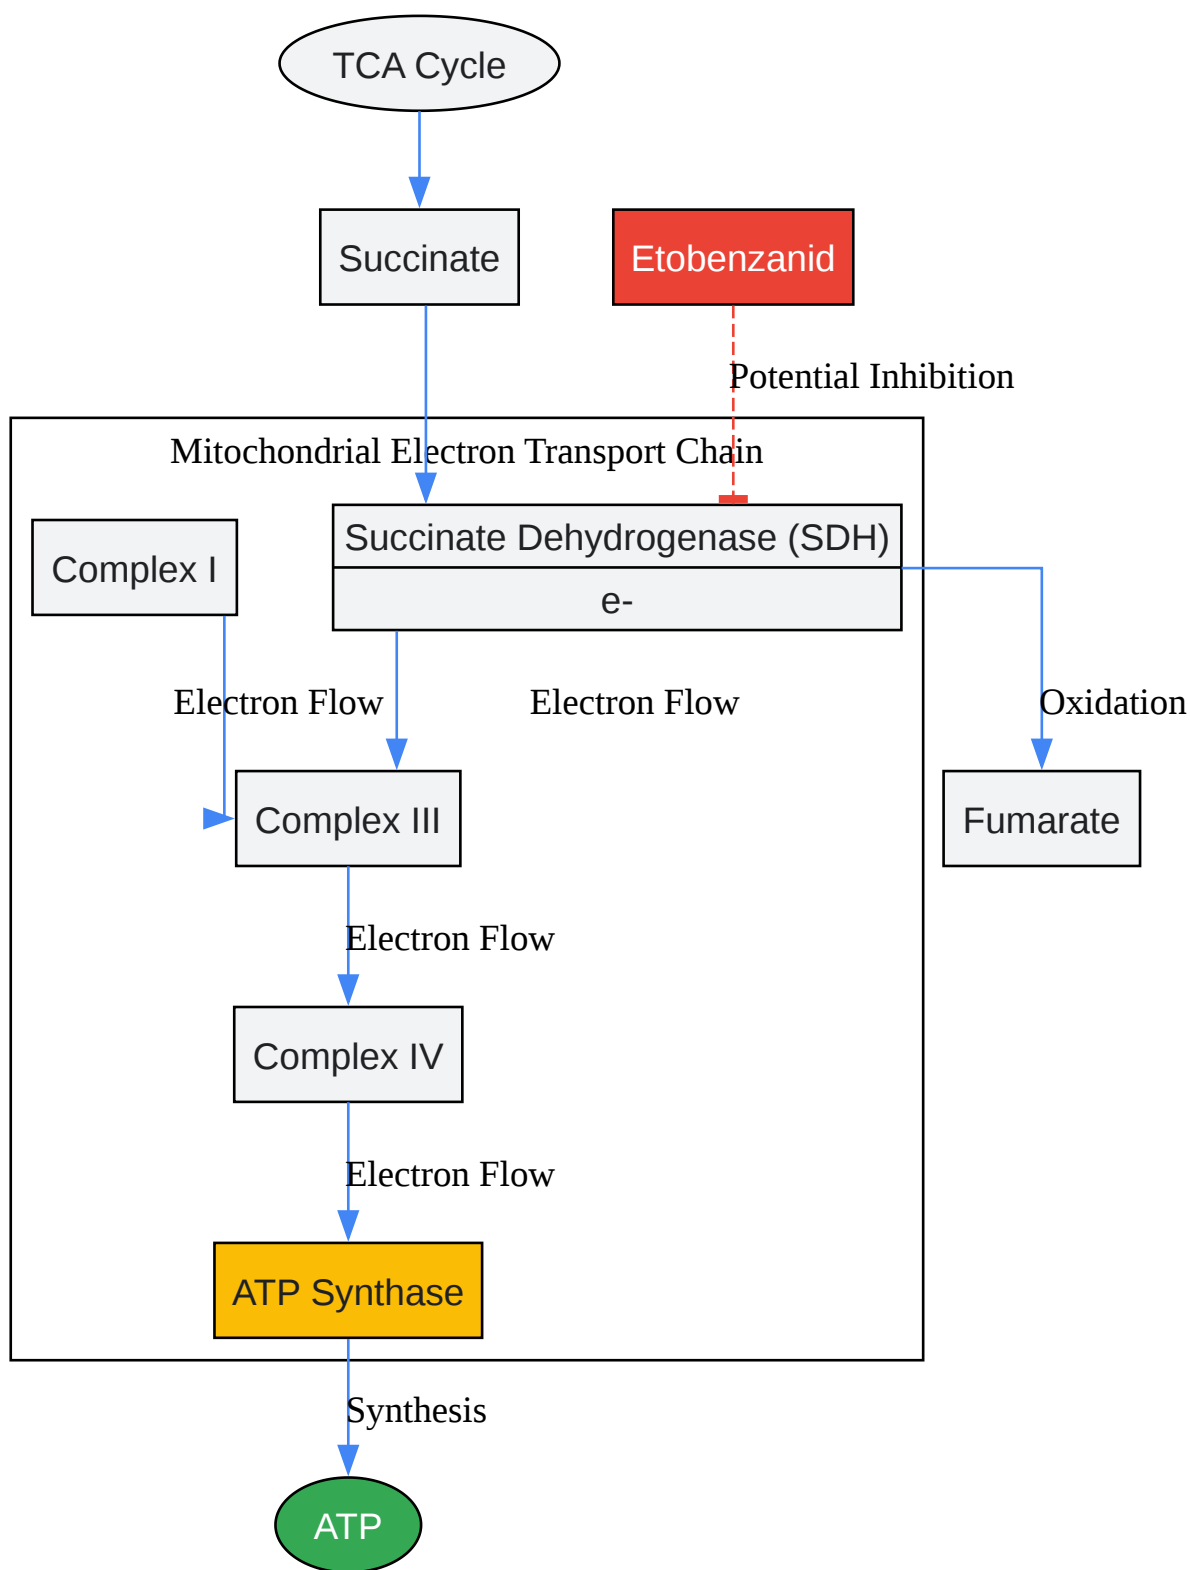 TCA Cycle
Succinate
Etobenzanid
Potential Inhibition
Mitochondrial Electron Transport Chain
Succinate Dehydrogenase (SDH)
e-
Complex I
Electron Flow
Electron Flow
Oxidation
Complex III
Fumarate
Electron Flow
Complex IV
Electron Flow
ATP Synthase
Synthesis
ATP